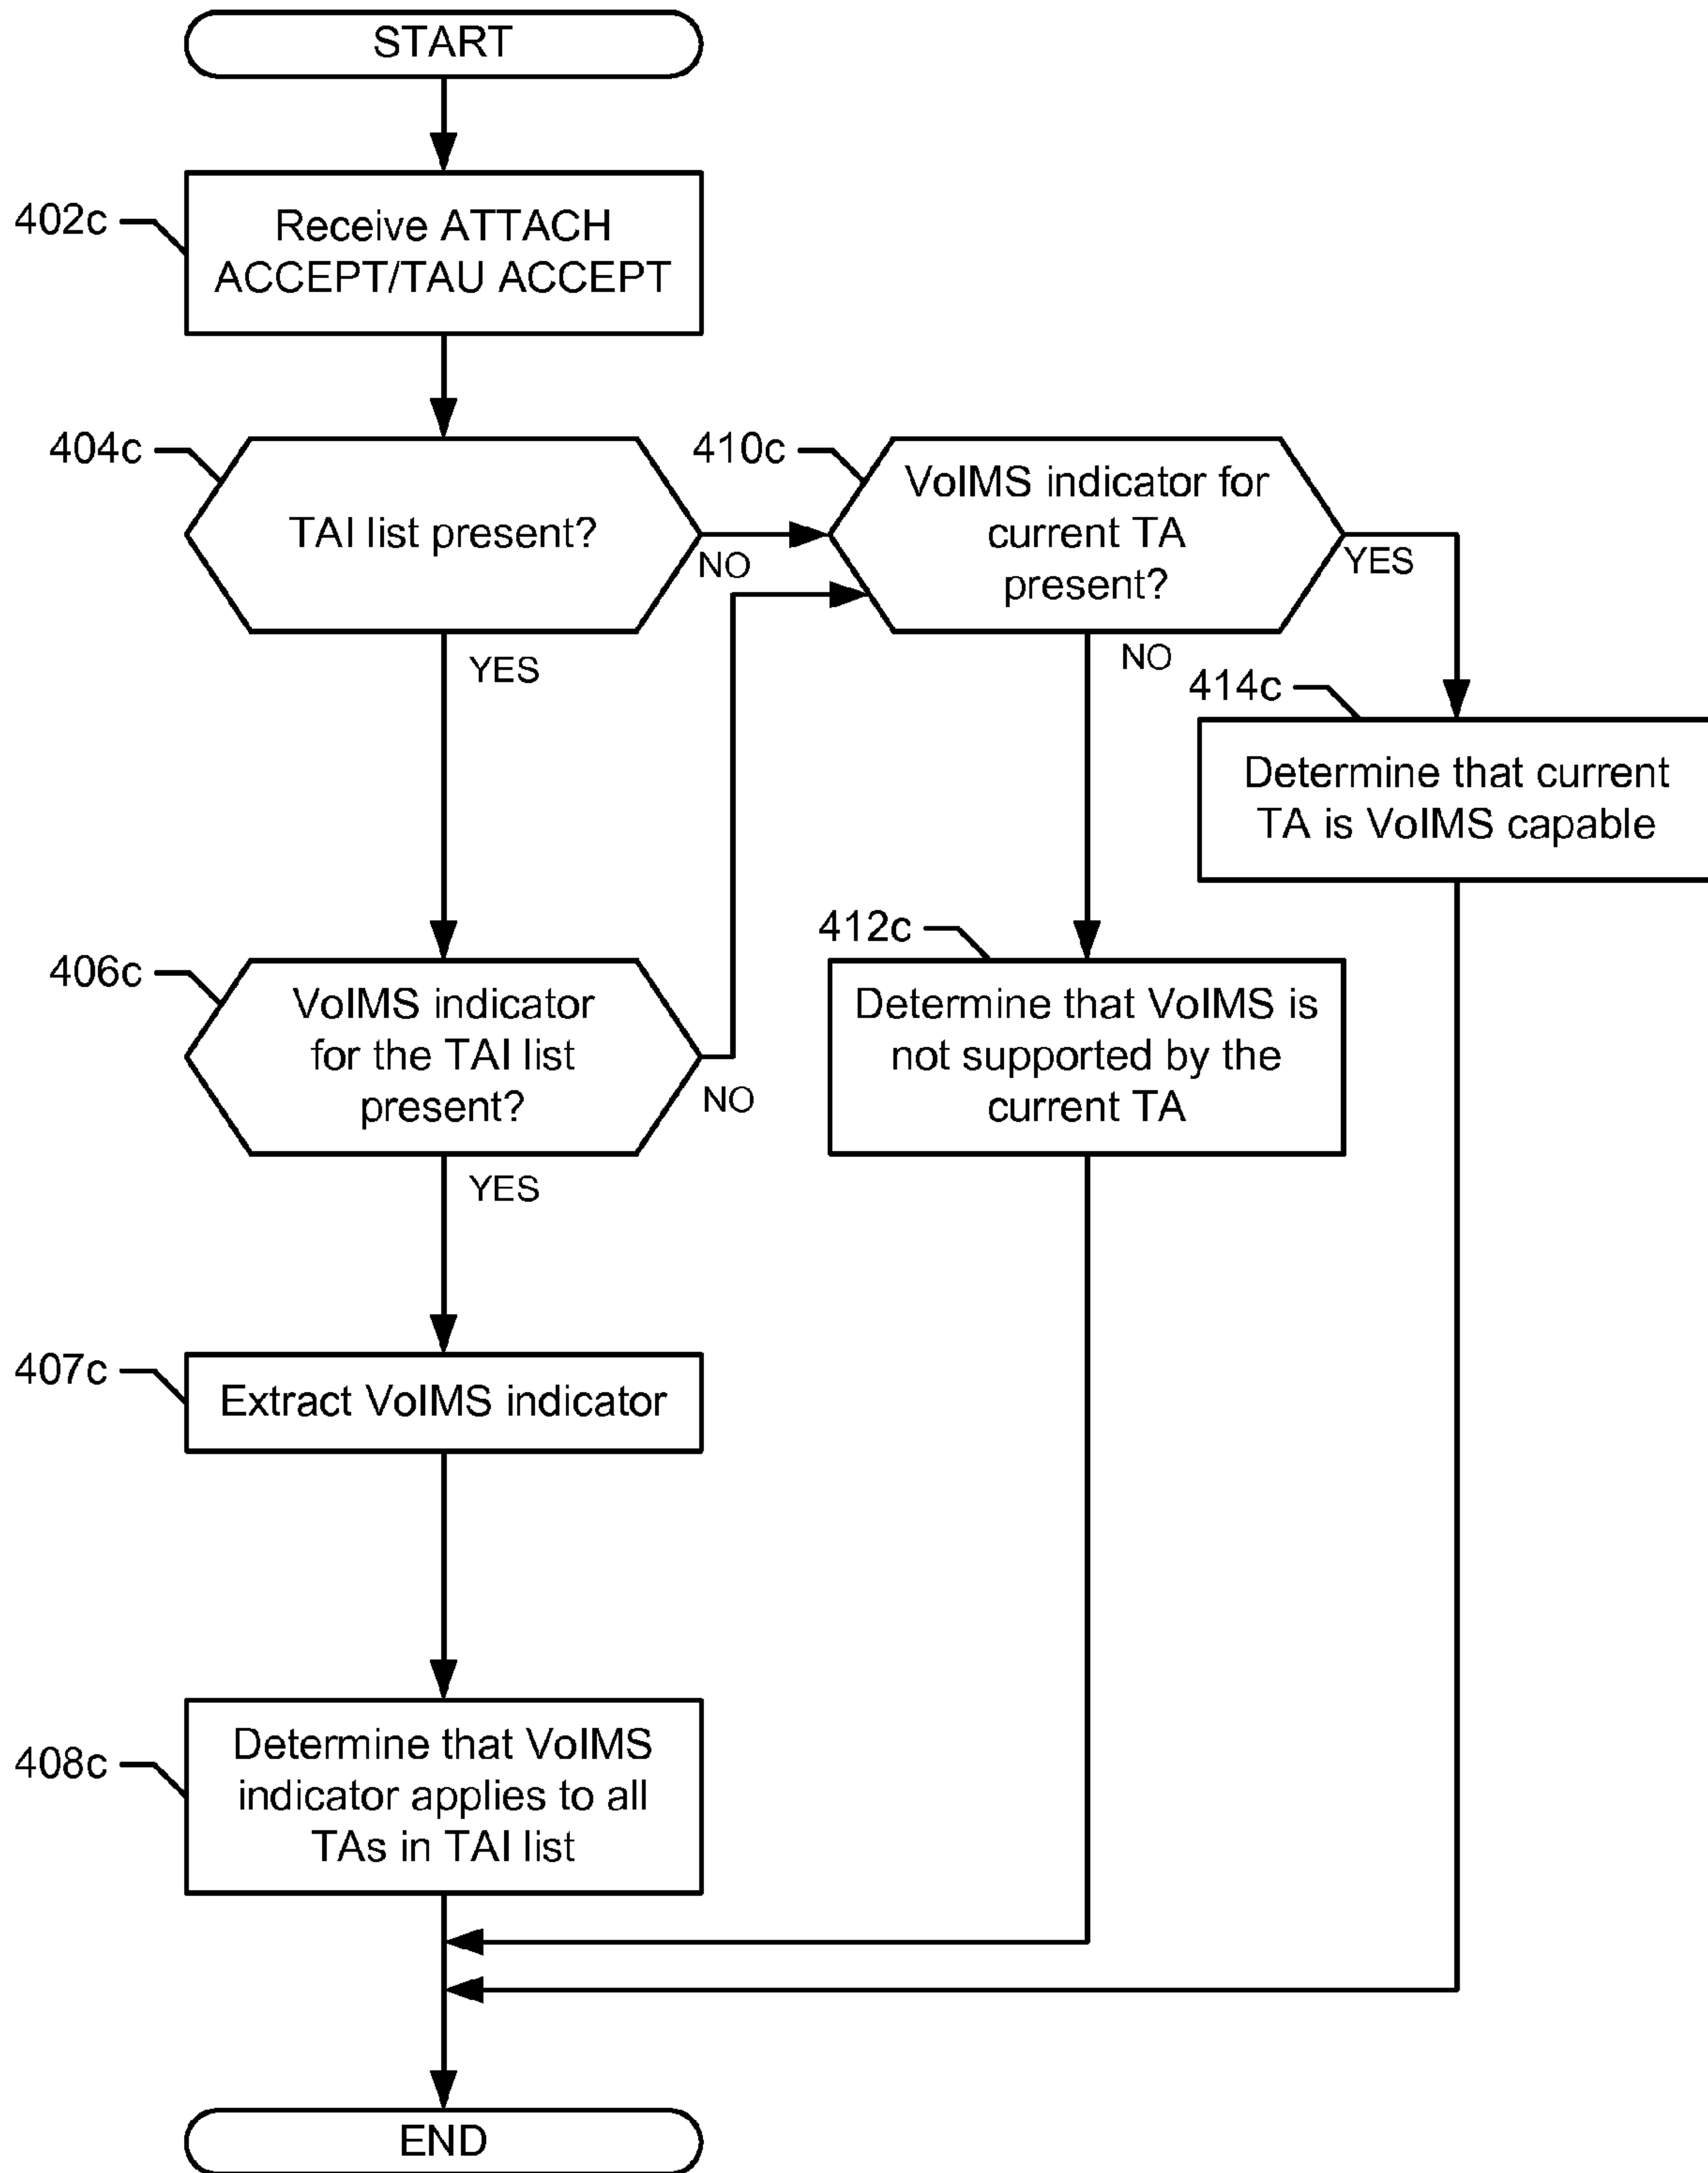 START
402c
Receive ATTACH
ACCEPT/TAU ACCEPT
404c
TAI list present?
NO
YES
410c
VoIMS indicator for
current TA
present?
YES
NO
414c
Determine that current
TA is VoIMS capable
412c
Determine that VoIMS is
not supported by the
current TA
406c
VoIMS indicator
for the TAI list
present?
NO
YES
407c
Extract VoIMS indicator
408c
Determine that VoIMS
indicator applies to all
TAs in TAI list
END